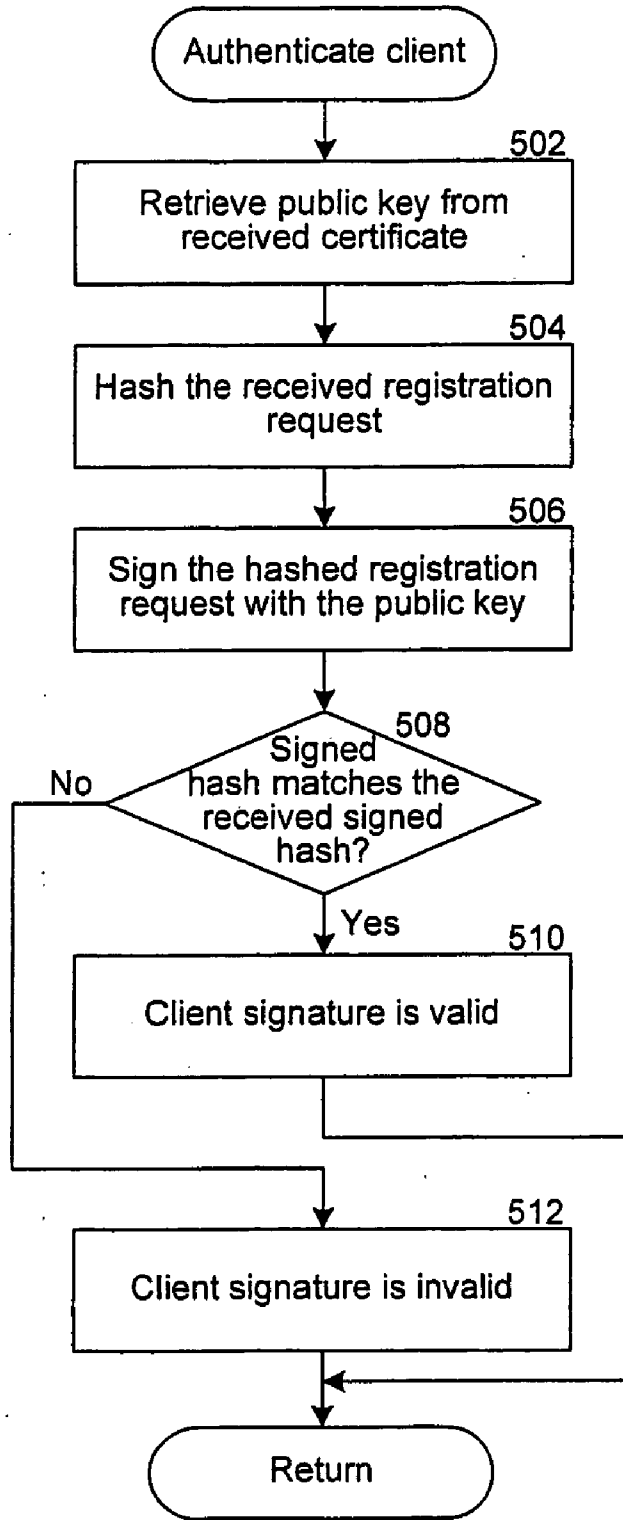 Authenticate client
502
Retrieve public key from
received certificate
504
Hash the received registration
request
506
Sign the hashed registration
request with the public key
508
Signed
hash matches the
received signed
hash?
No
Yes
510
Client signature is valid
512
Client signature is invalid
Return